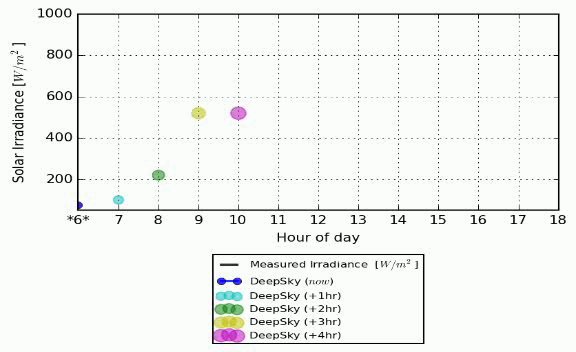 1000
800
600
400
200
Solar Irradiance [W/m²]
*6* 7 8 9 10 11 12 13 14 15 16 17 18
Hour of day
Measured Irradiance [W/m²]
DeepSky (now)
DeepSky (+1hr)
DeepSky (+2hr)
DeepSky (+3hr)
DeepSky (+4hr)